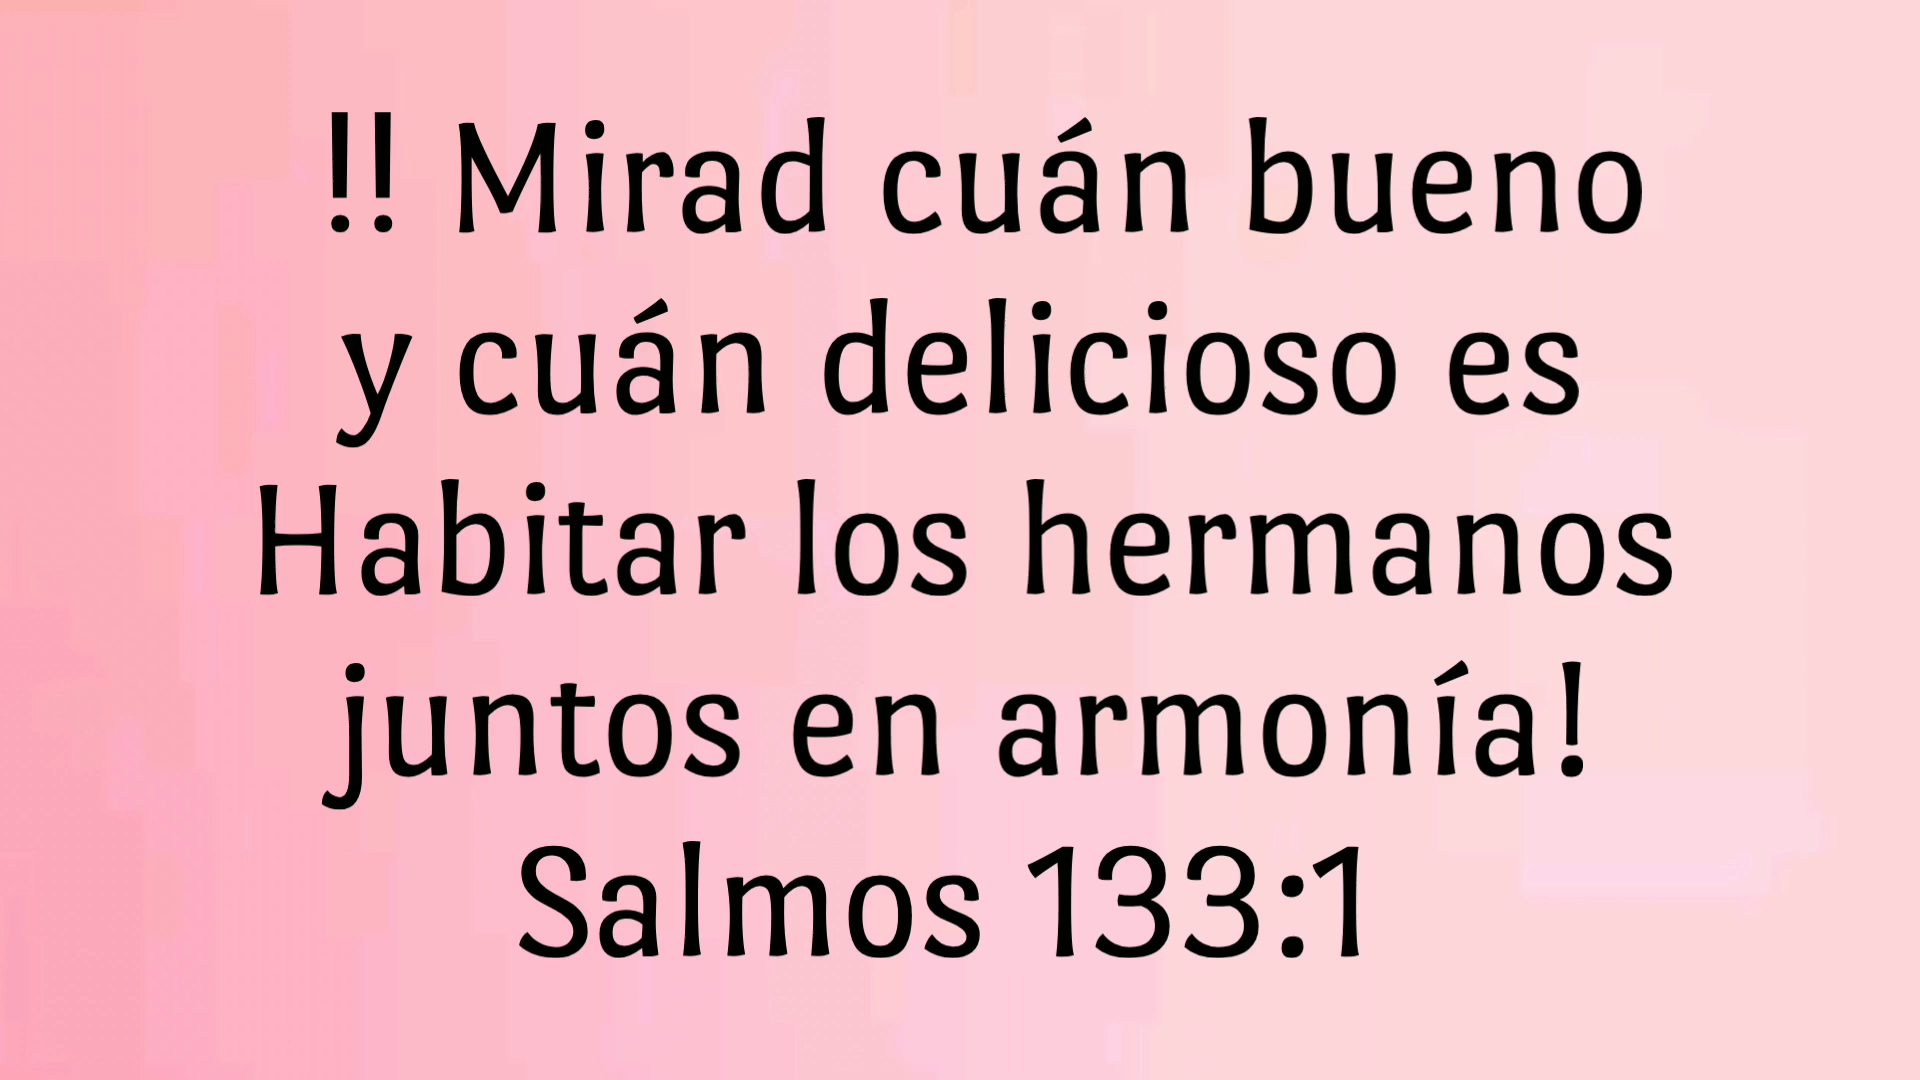 !! Mirad cuán bueno
y cuán delicioso es
Habitar los hermanos
juntos en armonía!
Salmos 133:1